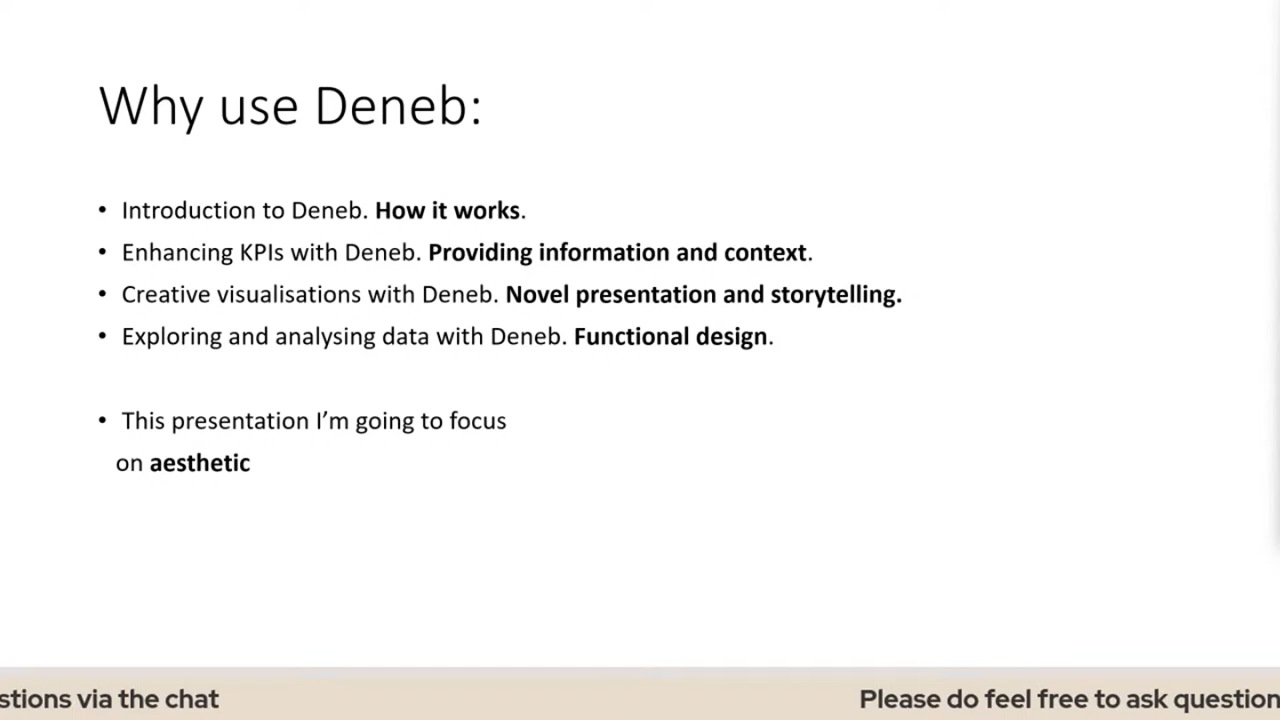 Why use Deneb:
• Introduction to Deneb. How it works.
• Enhancing KPIs with Deneb. Providing information and context.
• Creative visualisations with Deneb. Novel presentation and storytelling.
• Exploring and analysing data with Deneb. Functional design.
• This presentation I’m going to focus
on aesthetic
stions via the chat Please do feel free to ask question